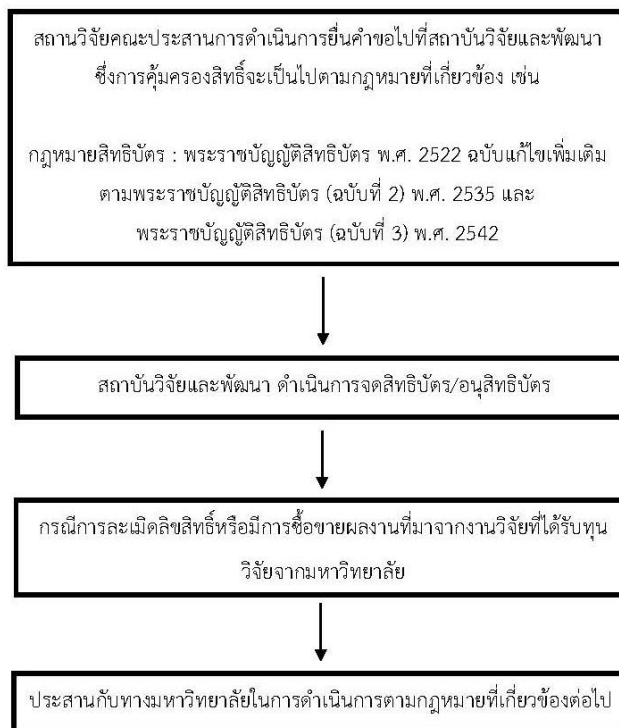 สถานวิจัยคณะประสานการดำเนินการยื่นคำขอไปที่สถาบันวิจัยและพัฒนา
ซึ่งการคุ้มครองสิทธิ์จะเป็นไปตามกฎหมายที่เกี่ยวข้อง เช่น
กฎหมายสิทธิบัตร : พระราชบัญญัติสิทธิบัตร พ.ศ. 2522 ฉบับแก้ไขเพิ่มเติม
ตามพระราชบัญญัติสิทธิบัตร (ฉบับที่ 2) พ.ศ. 2535 และ
พระราชบัญญัติสิทธิบัตร (ฉบับที่ 3) พ.ศ. 2542
สถาบันวิจัยและพัฒนา ดำเนินการจดสิทธิบัตร/อนุสิทธิบัตร
กรณีการละเมิดลิขสิทธิ์หรือมีการซื้อขายผลงานที่มาจากงานวิจัยที่ได้รับทุน
วิจัยจากมหาวิทยาลัย
ประสานกับทางมหาวิทยาลัยในการดำเนินการตามกฎหมายที่เกี่ยวข้องต่อไป